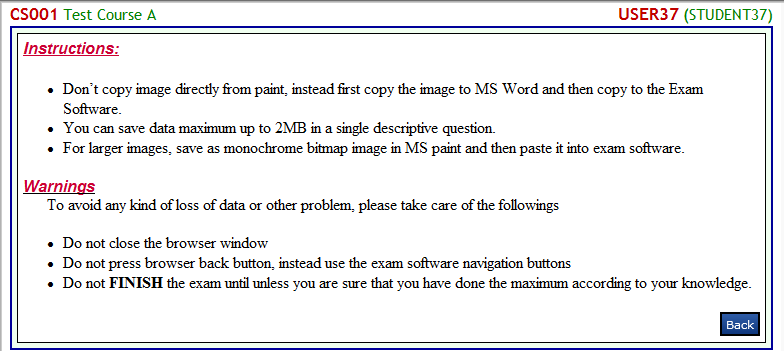 CS001 Test Course A USER37 (STUDENT37)
Instructions:
• Don't copy image directly from paint, instead first copy the image to MS Word and then copy to the Exam
Software.
• You can save data maximum up to 2MB in a single descriptive question.
• For larger images, save as monochrome bitmap image in MS paint and then paste it into exam software.
Warnings
To avoid any kind of loss of data or other problem, please take care of the followings
• Do not close the browser window
• Do not press browser back button, instead use the exam software navigation buttons
• Do not FINISH the exam until unless you are sure that you have done the maximum according to your knowledge.
Back